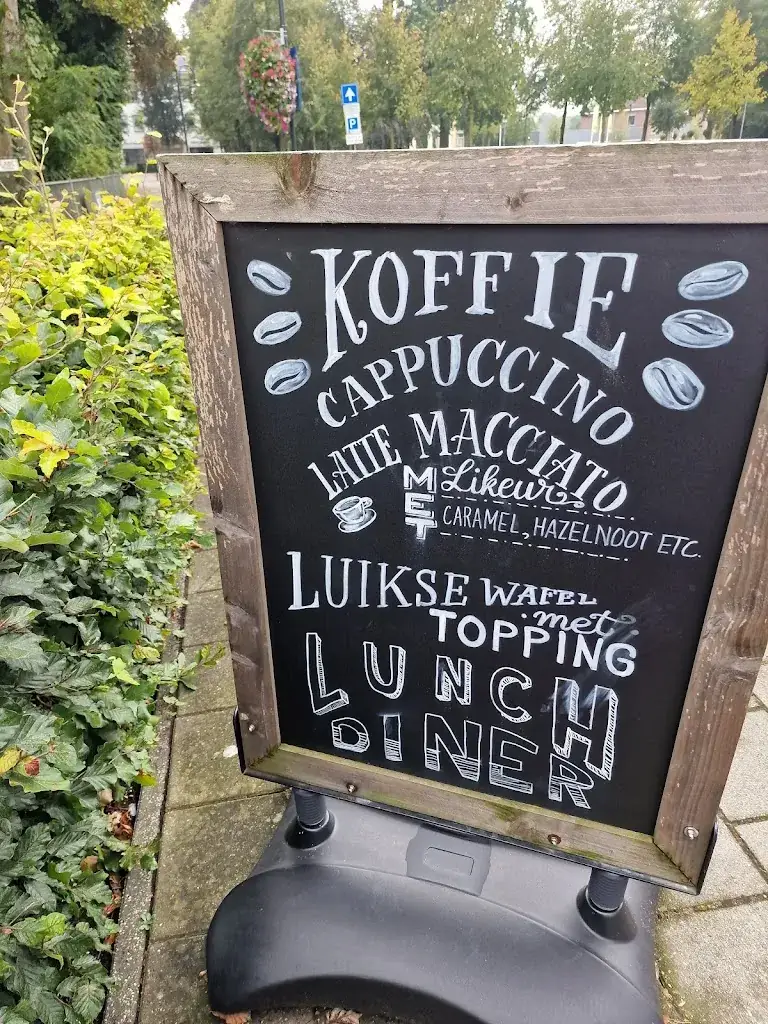 P
KOFFIE
CAPPUCCINO
LATTE MACCIATO
MET Likeur
CARAMEL, HAZELNOOT ETC.
LUIKSE WAFEL
met
TOPPING
LUNCH
DINER